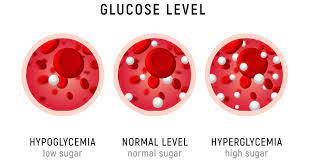 GLUCOSE LEVEL
HYPOGLYCEMIA
low sugar
NORMAL LEVEL
normal sugar
HYPERGLYCEMIA
high sugar